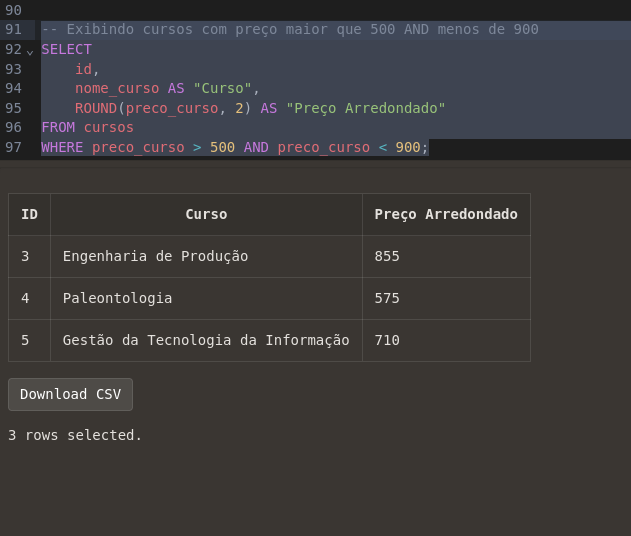 90
91 -- Exibindo cursos com preço maior que 500 AND menos de 900
92 SELECT
93 id,
94 nome_curso AS "Curso",
95 ROUND(preco_curso, 2) AS "Preço Arredondado"
96 FROM cursos
97 WHERE preco_curso > 500 AND preco_curso < 900;
ID Curso Preço Arredondado
3 Engenharia de Produção 855
4 Paleontologia 575
5 Gestão da Tecnologia da Informação 710
Download CSV
3 rows selected.